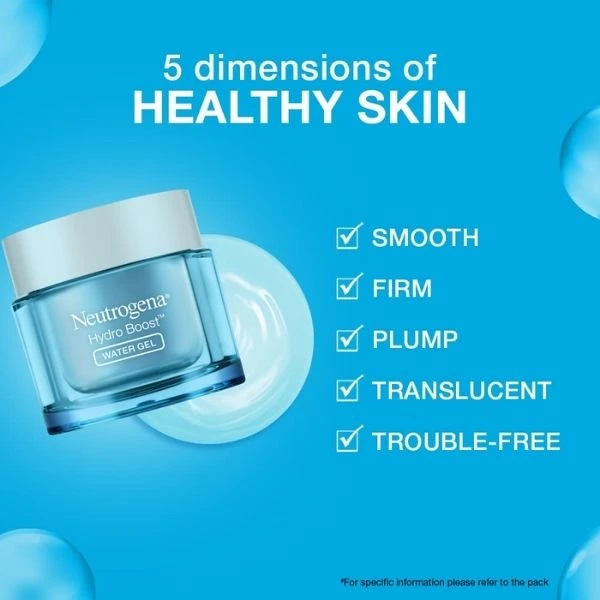 5 dimensions of
HEALTHY SKIN
Neutrogena®
Hydro Boost™
WATER GEL
SMOOTH
FIRM
PLUMP
TRANSLUCENT
TROUBLE-FREE
*For specific information please refer to the pack